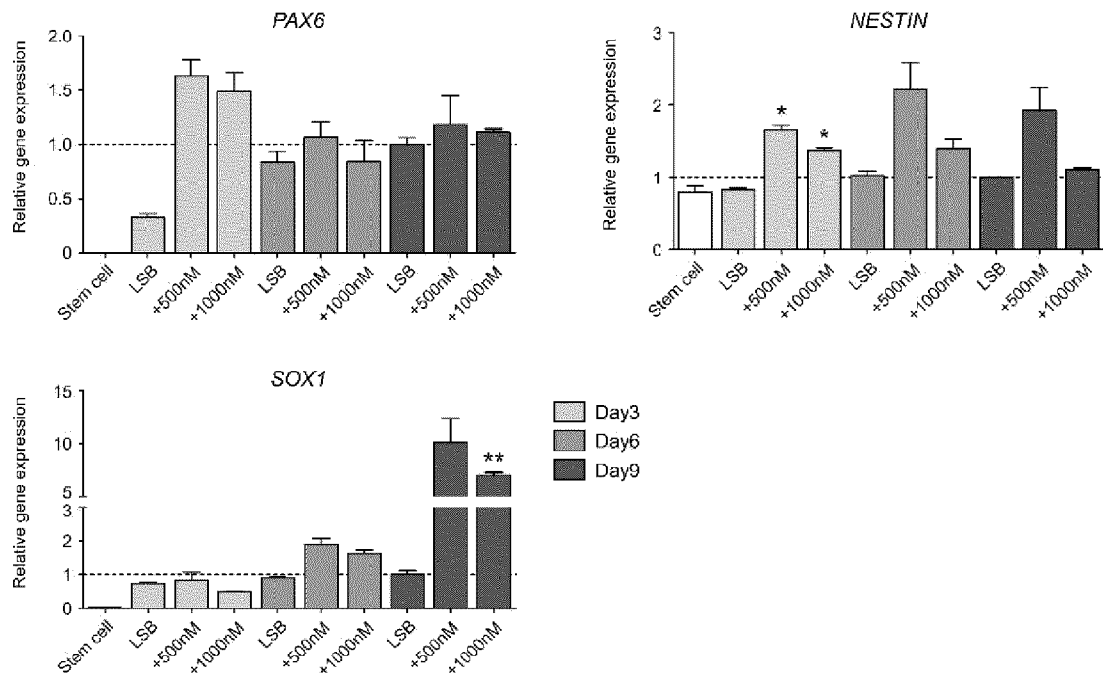 PAX6
Relative gene expression
2.0
1.5
1.0
0.5
0
Stem cell
LSB
+500nM
+1000nM
LSB
+500nM
+1000nM
LSB
+500nM
+1000nM
NESTIN
Relative gene expression
3
2
1
0
*
*
Stem cell
LSB
+500nM
+1000nM
LSB
+500nM
+1000nM
LSB
+500nM
+1000nM
SOX1
Relative gene expression
15
10
5
3
2
1
0
**
Stem cell
LSB
+500nM
+1000nM
LSB
+500nM
+1000nM
LSB
+500nM
+1000nM
Day3
Day6
Day9